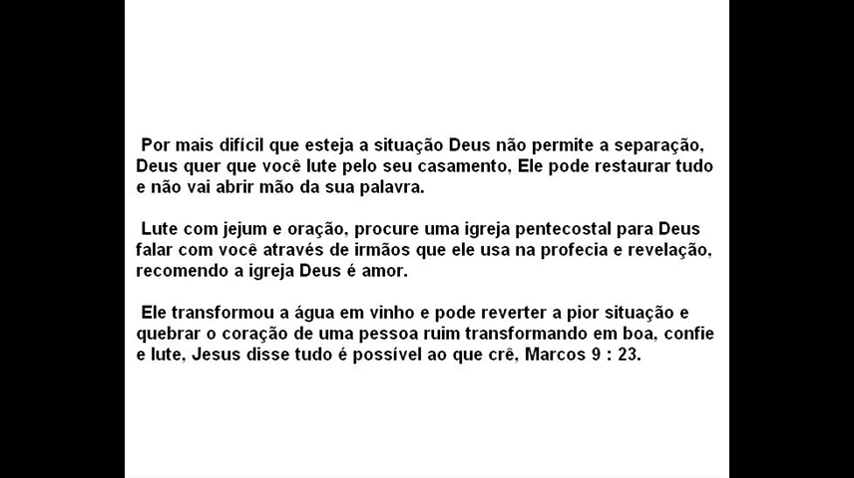 Por mais difícil que esteja a situação Deus não permite a separação,
Deus quer que você lute pelo seu casamento, Ele pode restaurar tudo
e não vai abrir mão da sua palavra.
Lute com jejum e oração, procure uma igreja pentecostal para Deus
falar com você através de irmãos que ele usa na profecia e revelação,
recomendo a igreja Deus é amor.
Ele transformou a água em vinho e pode reverter a pior situação e
quebrar o coração de uma pessoa ruim transformando em boa, confie
e lute, Jesus disse tudo é possível ao que crê, Marcos 9 : 23.